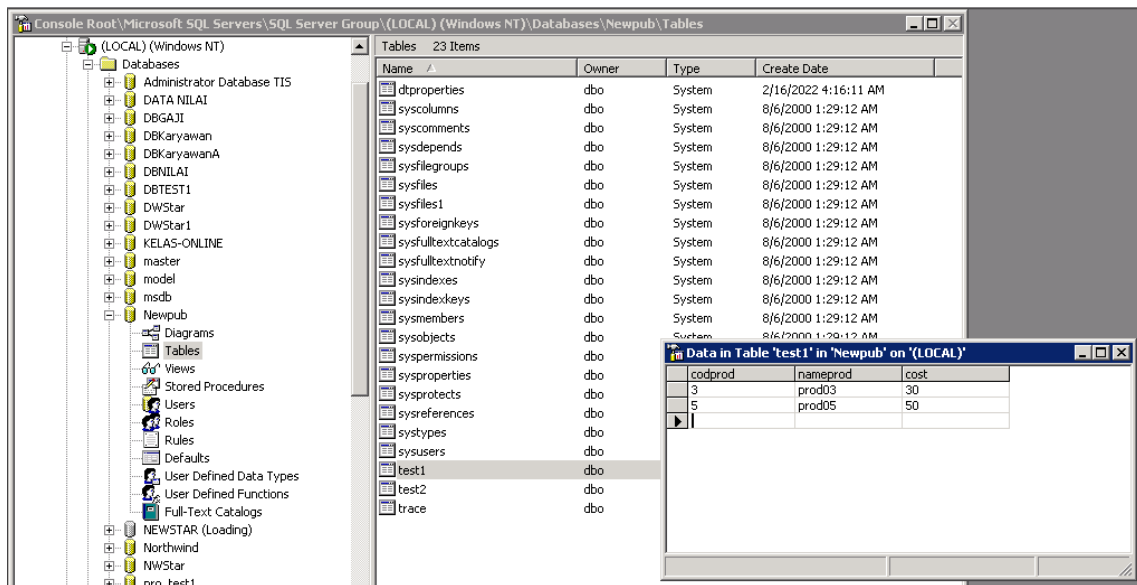 Console Root\Microsoft SQL Servers\SQL Server Group\(LOCAL) (Windows NT)\Databases\Newpub\Tables
(LOCAL) (Windows NT)
Databases
Administrator Database TIS
DATA NILAI
DBGAJI
DBKaryawan
DBKaryawanA
DBNILAI
DBTEST1
DWStar
DWStar1
KELAS-ONLINE
master
model
msdb
Newpub
Diagrams
Tables
Views
Stored Procedures
Users
Roles
Rules
Defaults
User Defined Data Types
User Defined Functions
Full-Text Catalogs
NEWSTAR (Loading)
Northwind
NWStar
pro_test1
Tables 23 Items
Name Owner Type Create Date
dtproperties dbo System 2/16/2022 4:16:11 AM
syscolumns dbo System 8/6/2000 1:29:12 AM
syscomments dbo System 8/6/2000 1:29:12 AM
sysdepends dbo System 8/6/2000 1:29:12 AM
sysfilegroups dbo System 8/6/2000 1:29:12 AM
sysfiles dbo System 8/6/2000 1:29:12 AM
sysfiles1 dbo System 8/6/2000 1:29:12 AM
sysforeignkeys dbo System 8/6/2000 1:29:12 AM
sysfulltextcatalogs dbo System 8/6/2000 1:29:12 AM
sysfulltextnotify dbo System 8/6/2000 1:29:12 AM
sysindexes dbo System 8/6/2000 1:29:12 AM
sysindexkeys dbo System 8/6/2000 1:29:12 AM
sysmembers dbo System 8/6/2000 1:29:12 AM
sysobjects dbo System 8/6/2000 1:29:12 AM
syspermissions dbo
sysproperties dbo
sysprotects dbo
sysreferences dbo
systypes dbo
sysusers dbo
test1 dbo
test2 dbo
trace dbo
Data in Table 'test1' in 'Newpub' on '(LOCAL)'
codprod nameprod cost
3 prod03 30
5 prod05 50